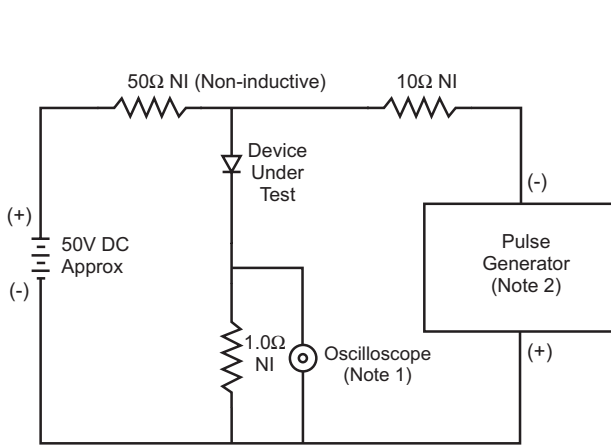 50Ω NI (Non-inductive)
10Ω NI
Device
Under
Test
(-)
(+)
50V DC
Approx
(-)
Pulse
Generator
(Note 2)
1.0Ω
NI
Oscilloscope
(Note 1)
(+)